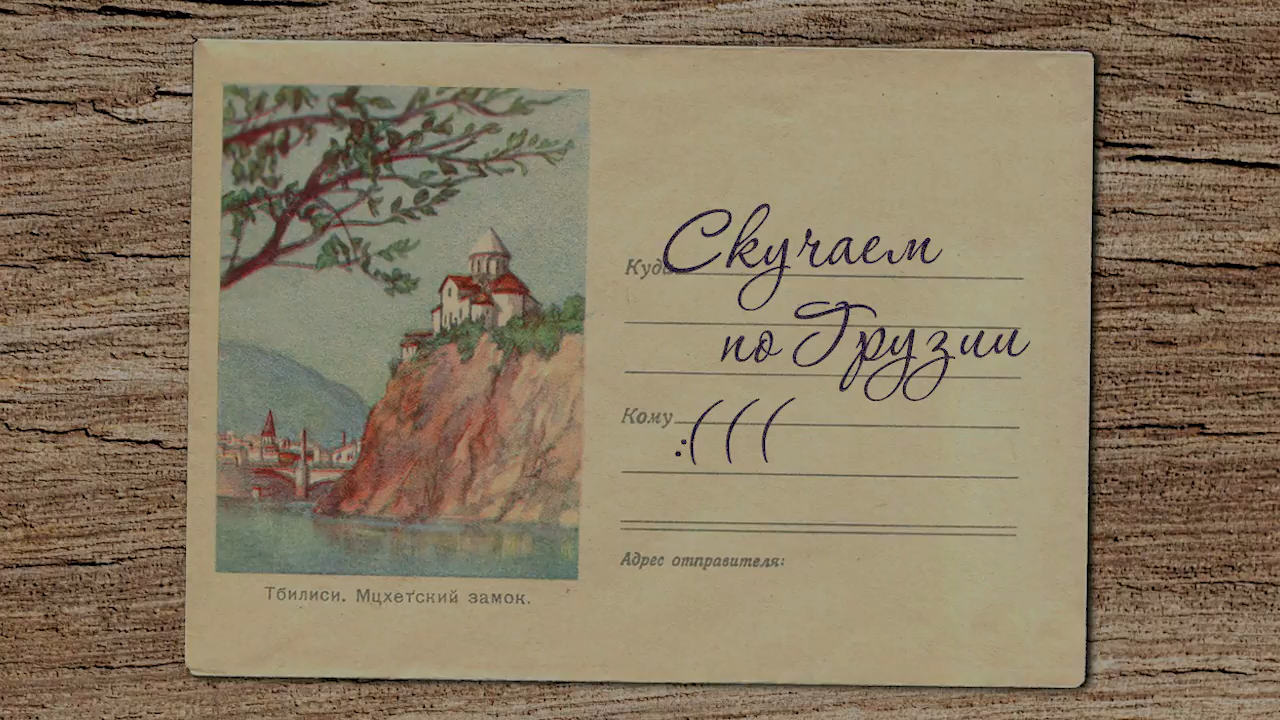 Скучаем
Куда
по Грузии
Кому
:(((
Адрес отправителя:
Тбилиси. Мцхетский замок.